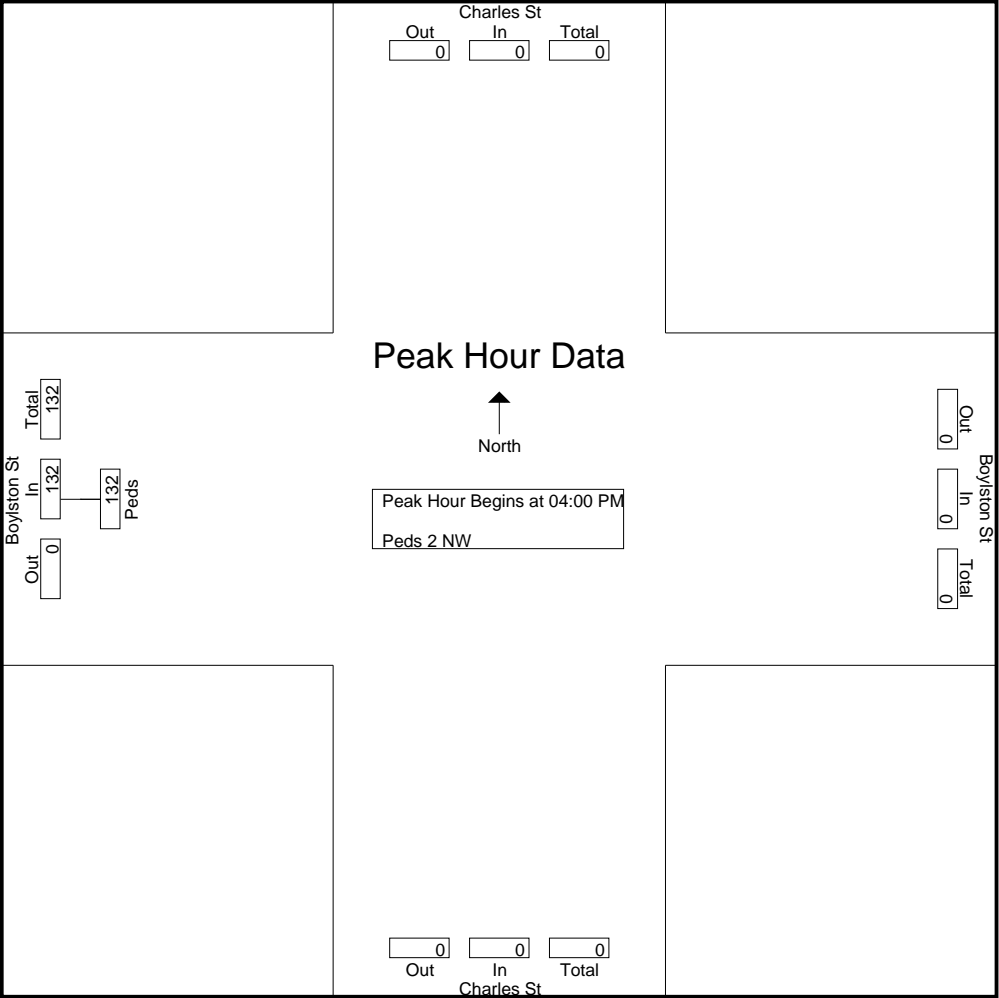 Charles St
Out In Total
0 0 0
Peak Hour Data
North
Peak Hour Begins at 04:00 PM
Peds 2 NW
Boylston St
Total In Out
132 132 0
132
Peds
Boylston St
Out In Total
0 0 0
0 0 0
Out In Total
Charles St